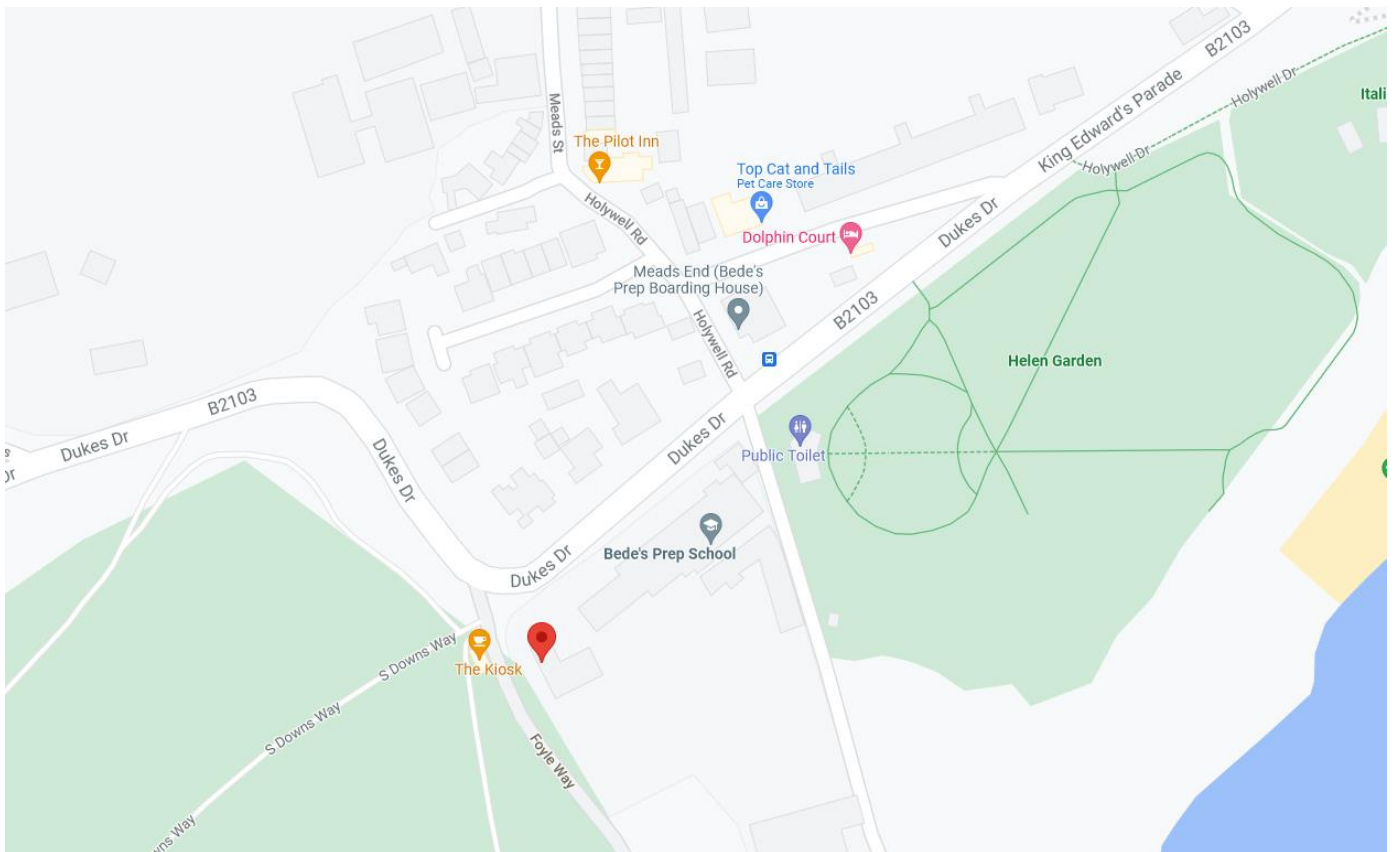 B2103
King Edward's Parade
Holywell Dr
Itali
Meads St
The Pilot Inn
Holywell Dr
Top Cat and Tails
Pet Care Store
Holywell Rd
Dukes Dr
Dolphin Court
Meads End (Bede's
Prep Boarding House)
B2103
Holywell Rd
Helen Garden
B2103
Dukes Dr
Dukes Dr
Dukes Dr
Public Toilet
Dr
Bede's Prep School
Dukes Dr
S Downs Way
The Kiosk
S Downs Way
Foyle Way
wns Way